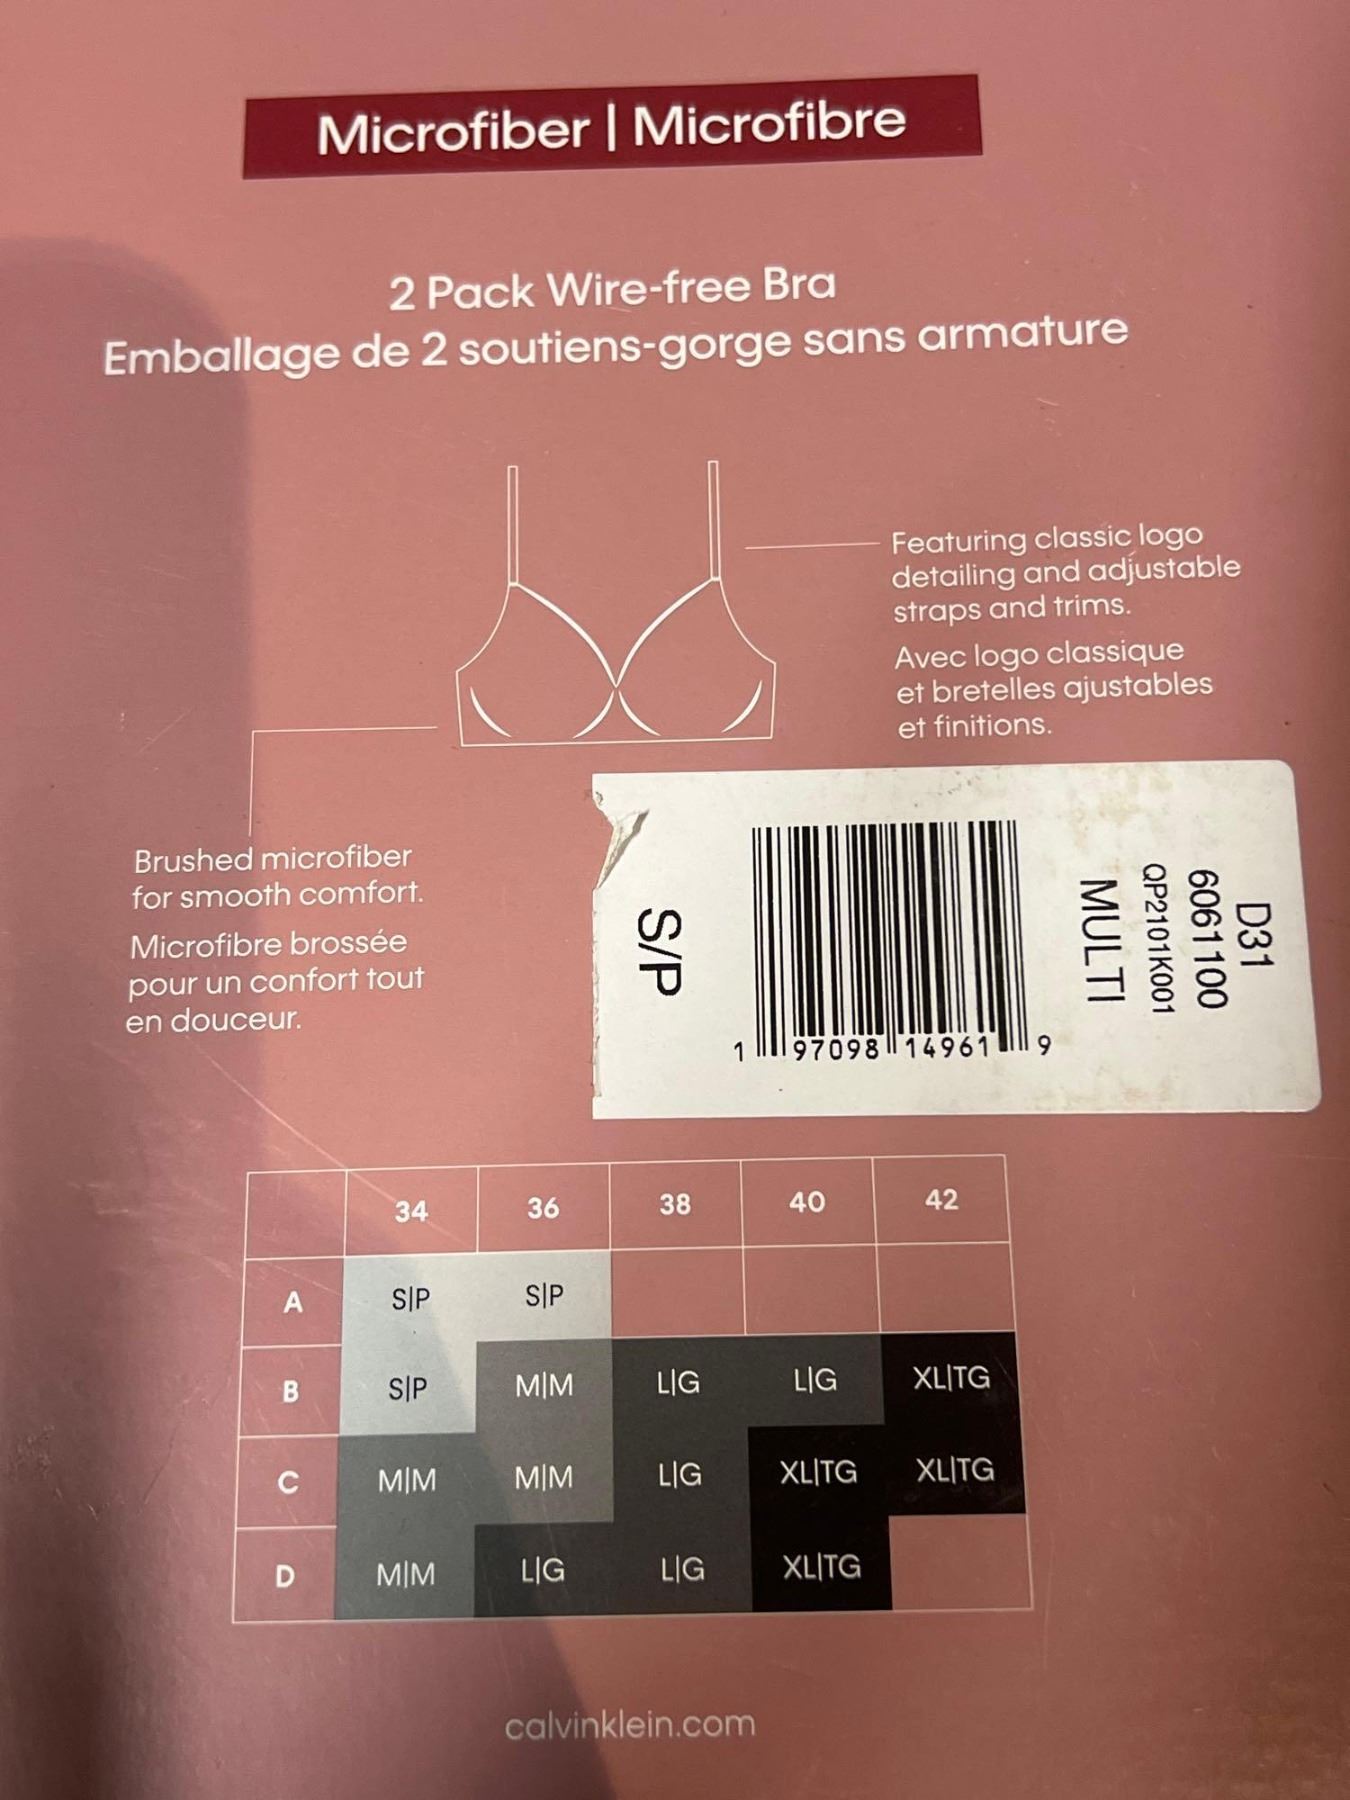 Microfiber | Microfibre
2 Pack Wire-free Bra
Emballage de 2 soutiens-gorge sans armature
Featuring classic logo
detailing and adjustable
straps and trims.
Avec logo classique
et bretelles ajustables
et finitions.
Brushed microfiber
for smooth comfort.
Microfibre brossée
pour un confort tout
en douceur.
D31
6061100
QP2101K001
MULTI
1 97098 14961 9
S/P
34 36 38 40 42
A S|P S|P
B S|P M|M L|G L|G XL|TG
C M|M M|M L|G XL|TG XL|TG
D M|M L|G L|G XL|TG
calvinklein.com